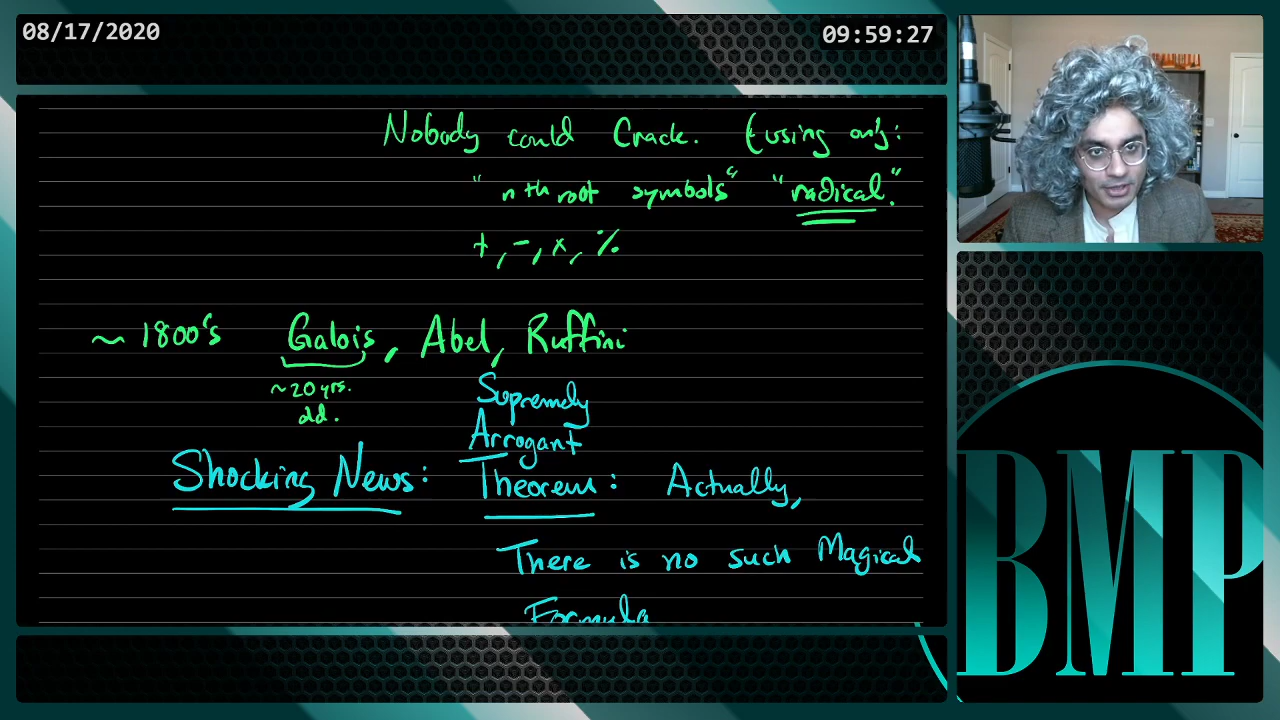 08/17/2020
09:59:27
Nobody could Crack. (using only:
"nth root symbols" "radical."
+, -, x, %
~ 1800's Galois, Abel, Ruffini
~20 yrs.
old.
Supremely
Arrogant
Shocking News: Theorem: Actually,
There is no such Magical
Formula
BMP